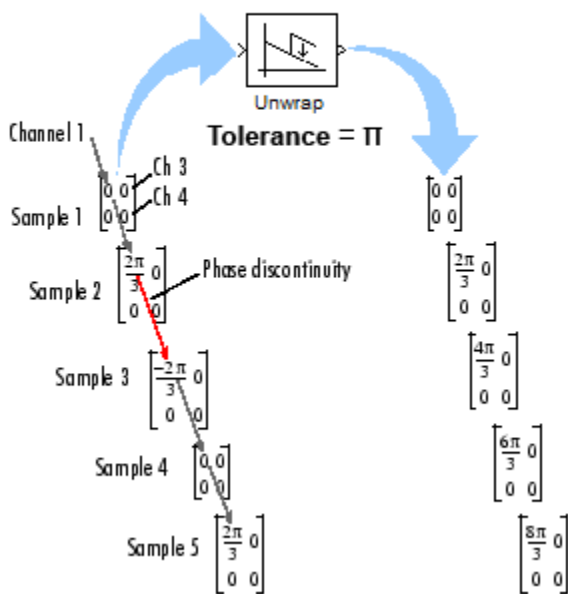 Unwrap
Tolerance = π
Channel 1
0 0 Ch 3
Sample 1 0 0 Ch 4
0 0
0 0
Sample 2 2π/3 0
0 0
Phase discontinuity
2π/3 0
0 0
Sample 3 -2π/3 0
0 0
4π/3 0
0 0
Sample 4 0 0
0 0
6π/3 0
0 0
Sample 5 2π/3 0
0 0
8π/3 0
0 0